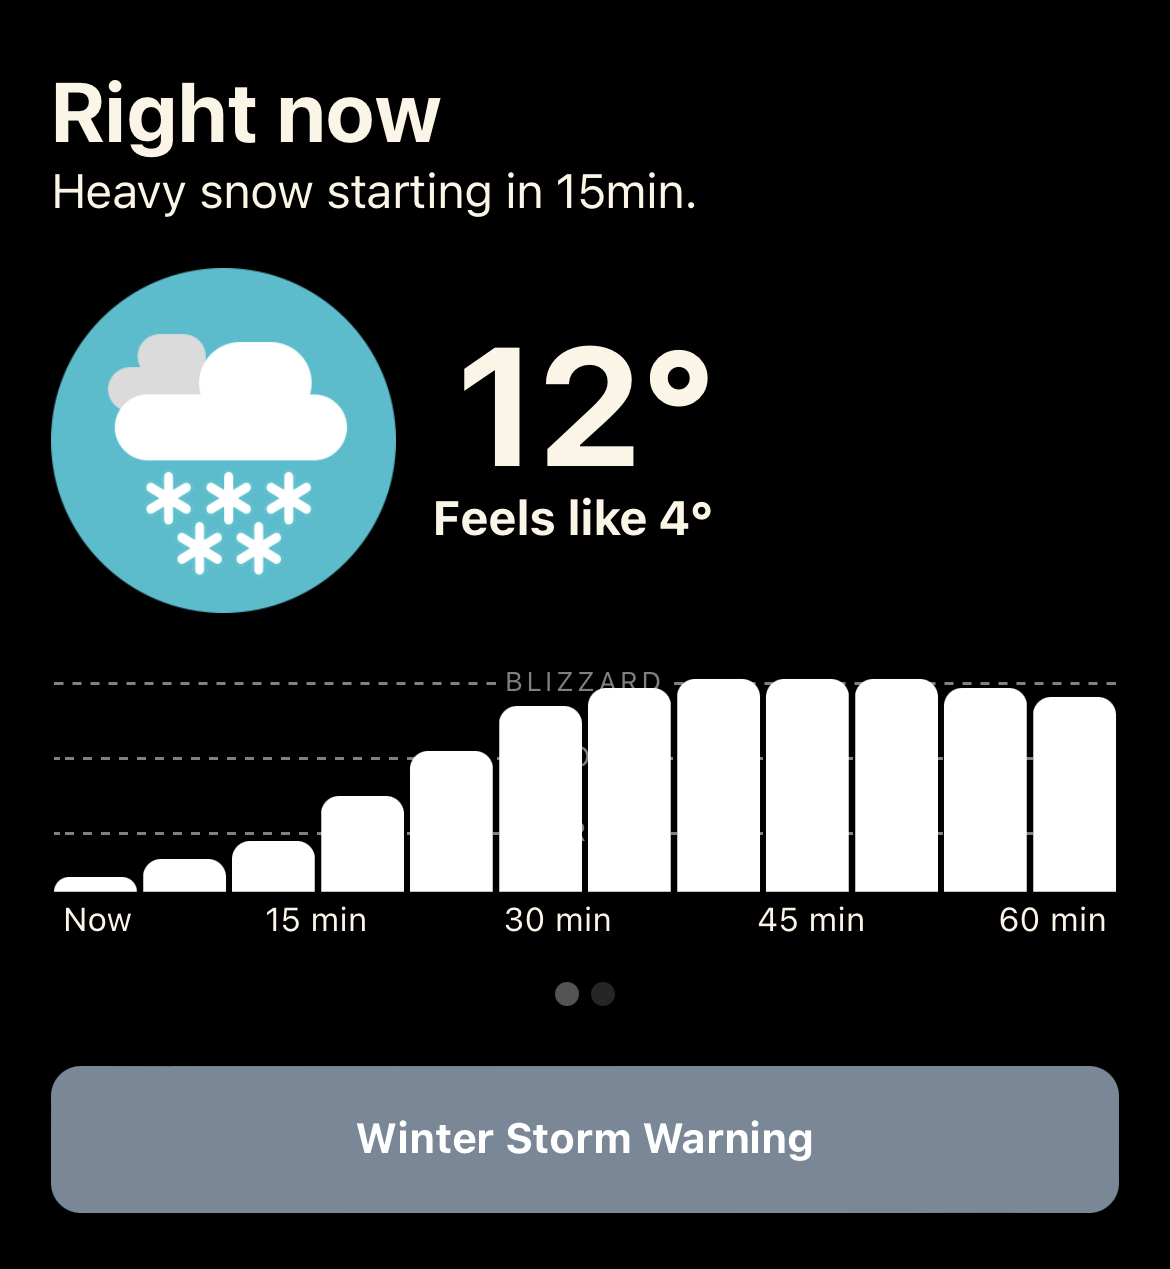 Right now
Heavy snow starting in 15min.
12°
Feels like 4°
BLIZZARD
Now 15 min 30 min 45 min 60 min
Winter Storm Warning